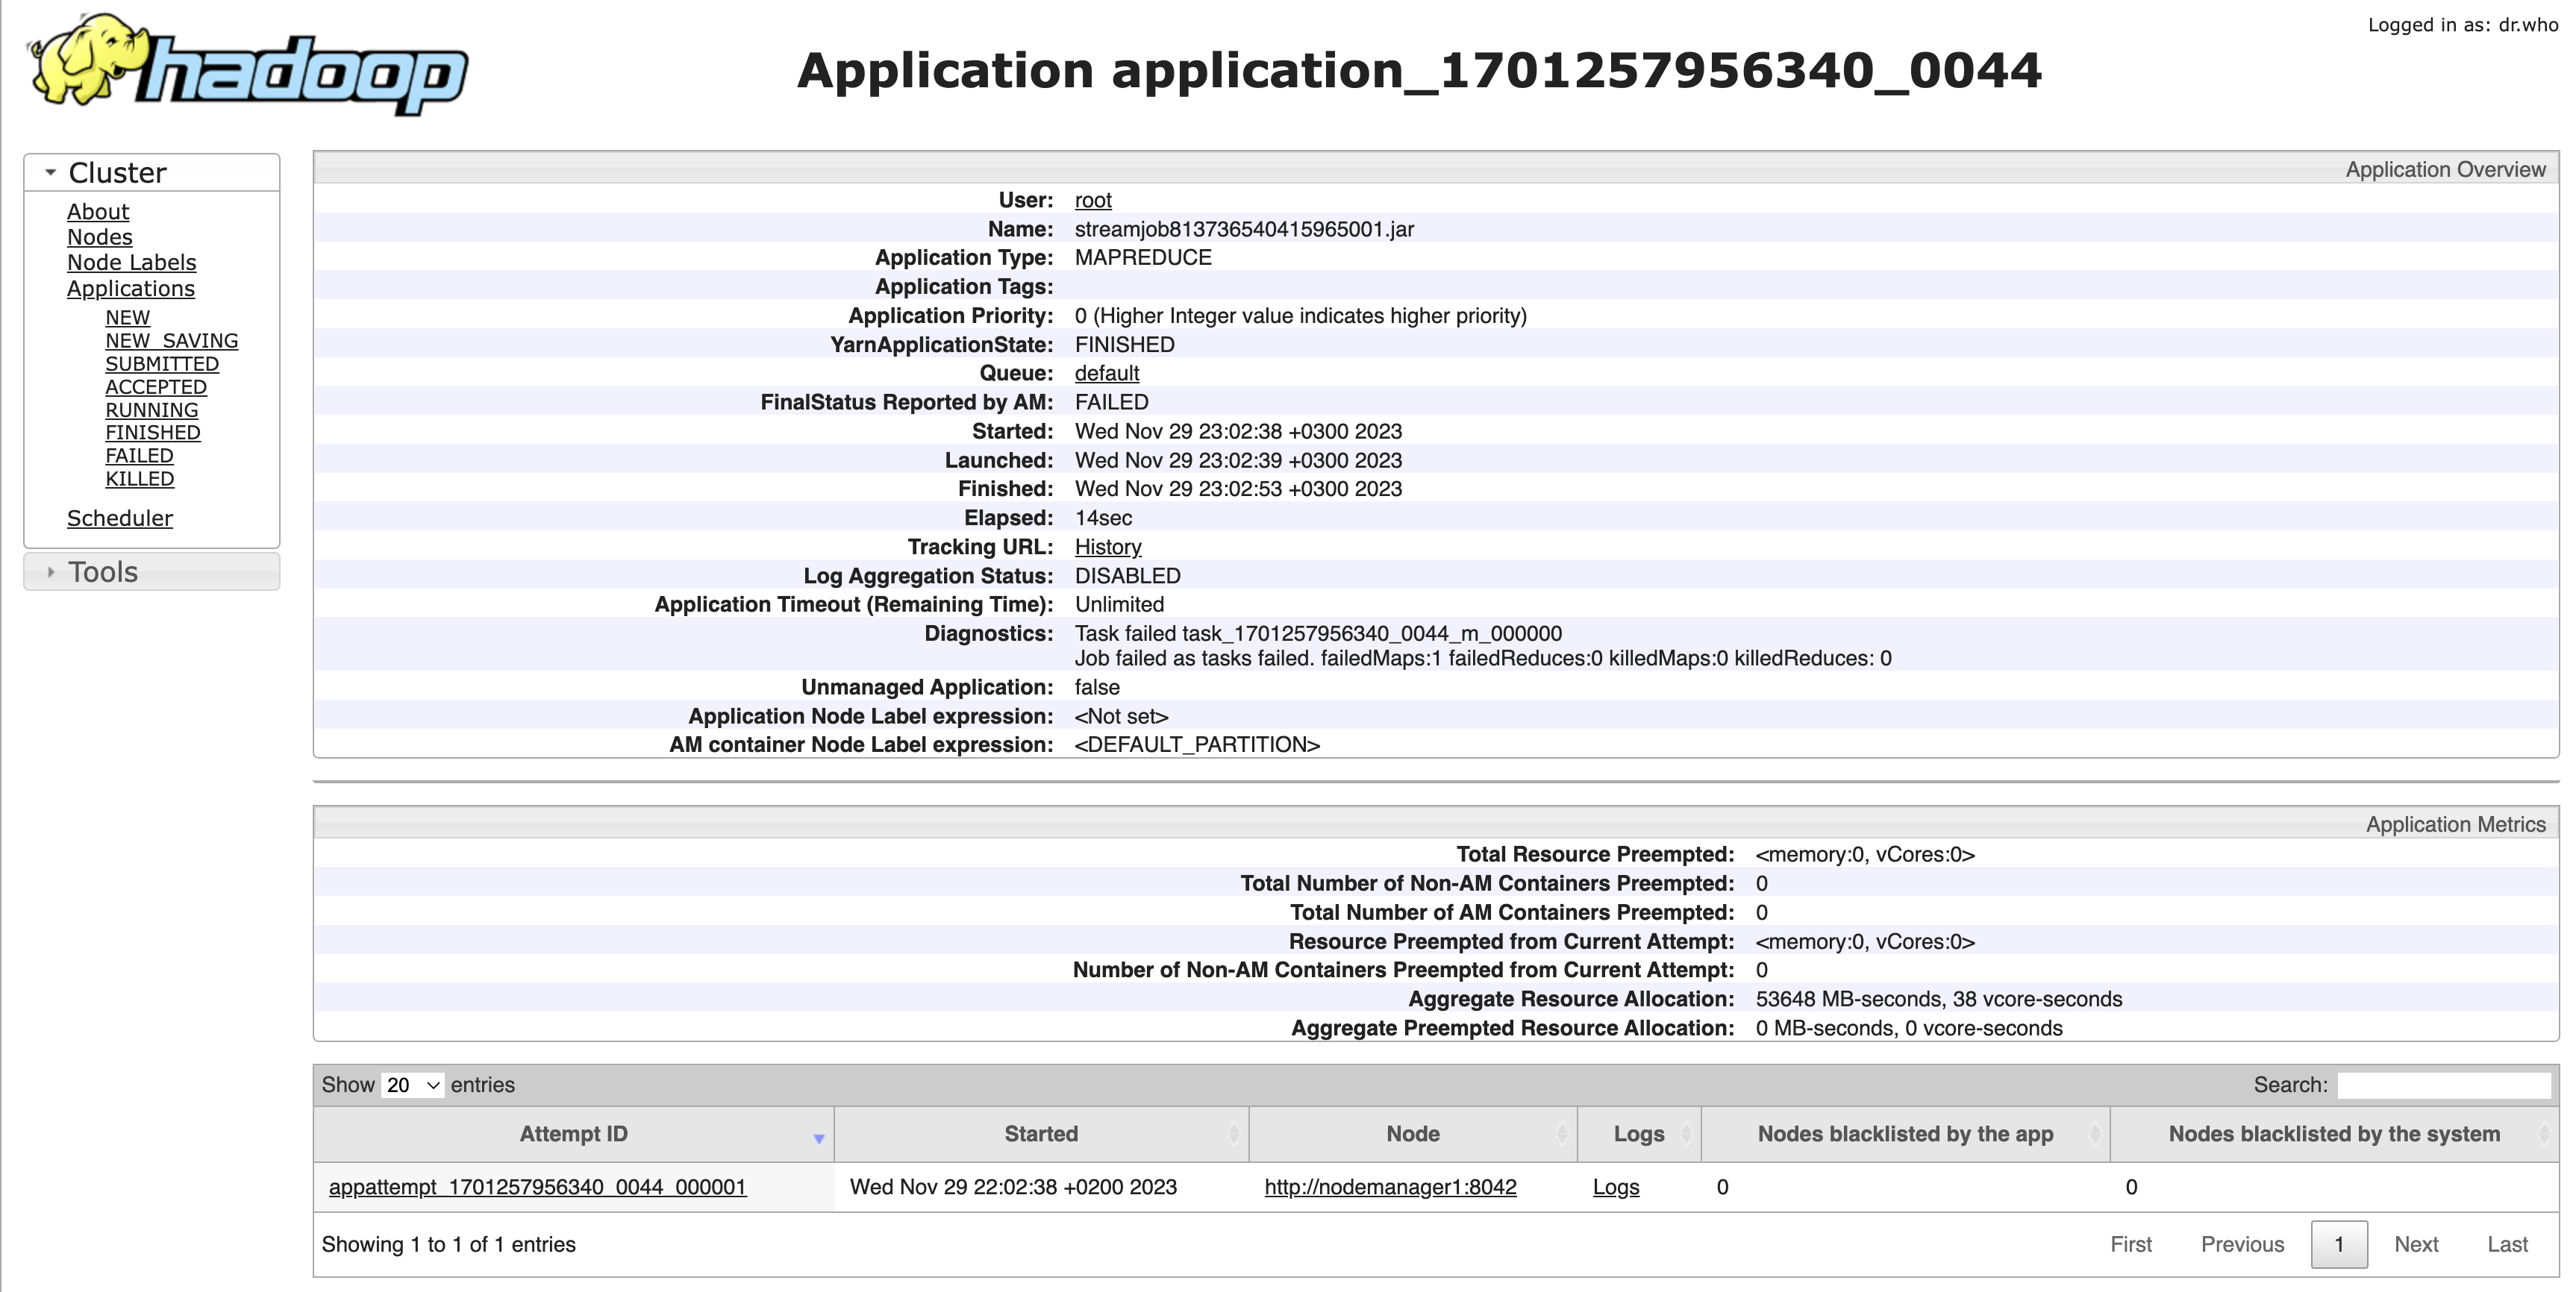 hadoop
Logged in as: dr.who
Application application_1701257956340_0044
Cluster
About
Nodes
Node Labels
Applications
NEW
NEW_SAVING
SUBMITTED
ACCEPTED
RUNNING
FINISHED
FAILED
KILLED
Scheduler
Tools
Application Overview
User: root
Name: streamjob813736540415965001.jar
Application Type: MAPREDUCE
Application Tags:
Application Priority: 0 (Higher Integer value indicates higher priority)
YarnApplicationState: FINISHED
Queue: default
FinalStatus Reported by AM: FAILED
Started: Wed Nov 29 23:02:38 +0300 2023
Launched: Wed Nov 29 23:02:39 +0300 2023
Finished: Wed Nov 29 23:02:53 +0300 2023
Elapsed: 14sec
Tracking URL: History
Log Aggregation Status: DISABLED
Application Timeout (Remaining Time): Unlimited
Diagnostics: Task failed task_1701257956340_0044_m_000000
Job failed as tasks failed. failedMaps:1 failedReduces:0 killedMaps:0 killedReduces: 0
Unmanaged Application: false
Application Node Label expression: <Not set>
AM container Node Label expression: <DEFAULT_PARTITION>
Application Metrics
Total Resource Preempted: <memory:0, vCores:0>
Total Number of Non-AM Containers Preempted: 0
Total Number of AM Containers Preempted: 0
Resource Preempted from Current Attempt: <memory:0, vCores:0>
Number of Non-AM Containers Preempted from Current Attempt: 0
Aggregate Resource Allocation: 53648 MB-seconds, 38 vcore-seconds
Aggregate Preempted Resource Allocation: 0 MB-seconds, 0 vcore-seconds
Show 20 entries Search:
Attempt ID Started Node Logs Nodes blacklisted by the app Nodes blacklisted by the system
appattempt_1701257956340_0044_000001 Wed Nov 29 22:02:38 +0200 2023 http://nodemanager1:8042 Logs 0 0
Showing 1 to 1 of 1 entries First Previous 1 Next Last